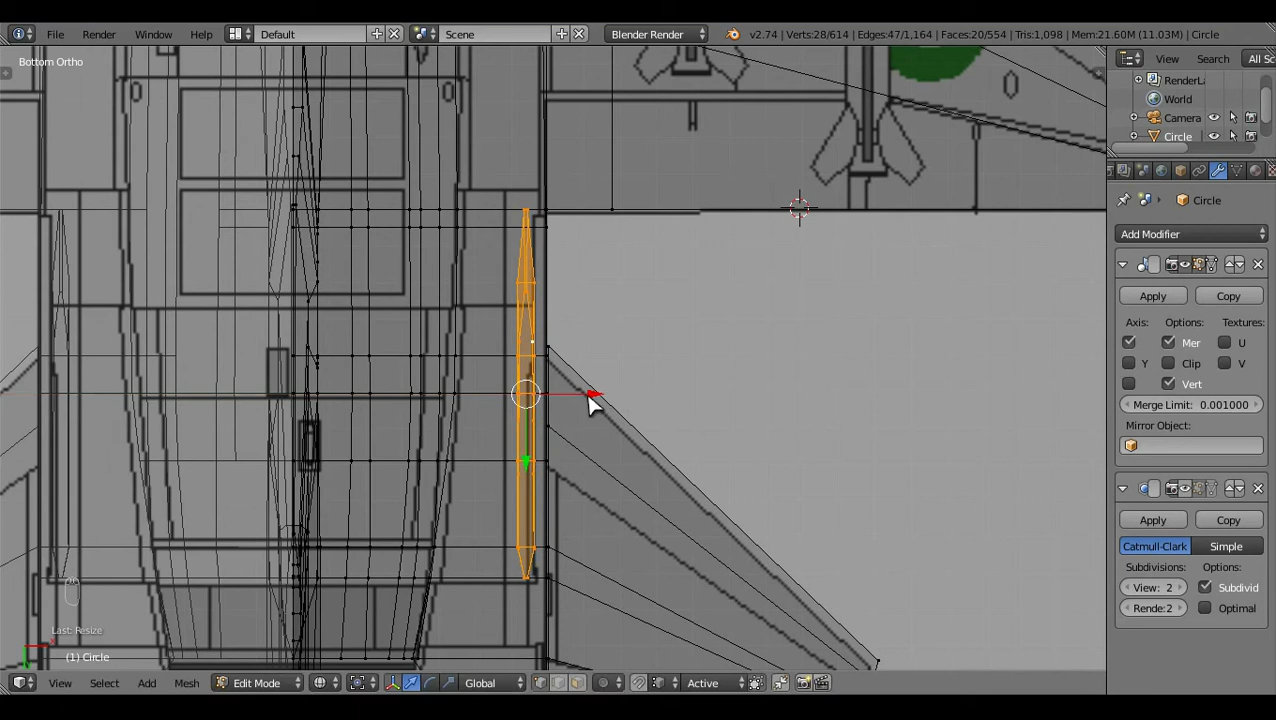 File Render Window Help Default Scene Blender Render v2.74 | Verts:28/614 | Edges:47/1,164 | Faces:20/554 | Tris:1,098 | Mem:21.60M (11.03M) | Circle
Bottom Ortho
View Search All Sc
RenderLa
World
Camera
Circle
Circle
Add Modifier
Apply Copy
Axis: Options: Textures:
Mer U
Y Clip V
Vert
Merge Limit: 0.001000
Mirror Object:
Apply Copy
Catmull-Clark Simple
Subdivisions: Options:
View: 2 Subdivid
Rende:2 Optimal
Last: Resize
(1) Circle
View Select Add Mesh Edit Mode Global Active